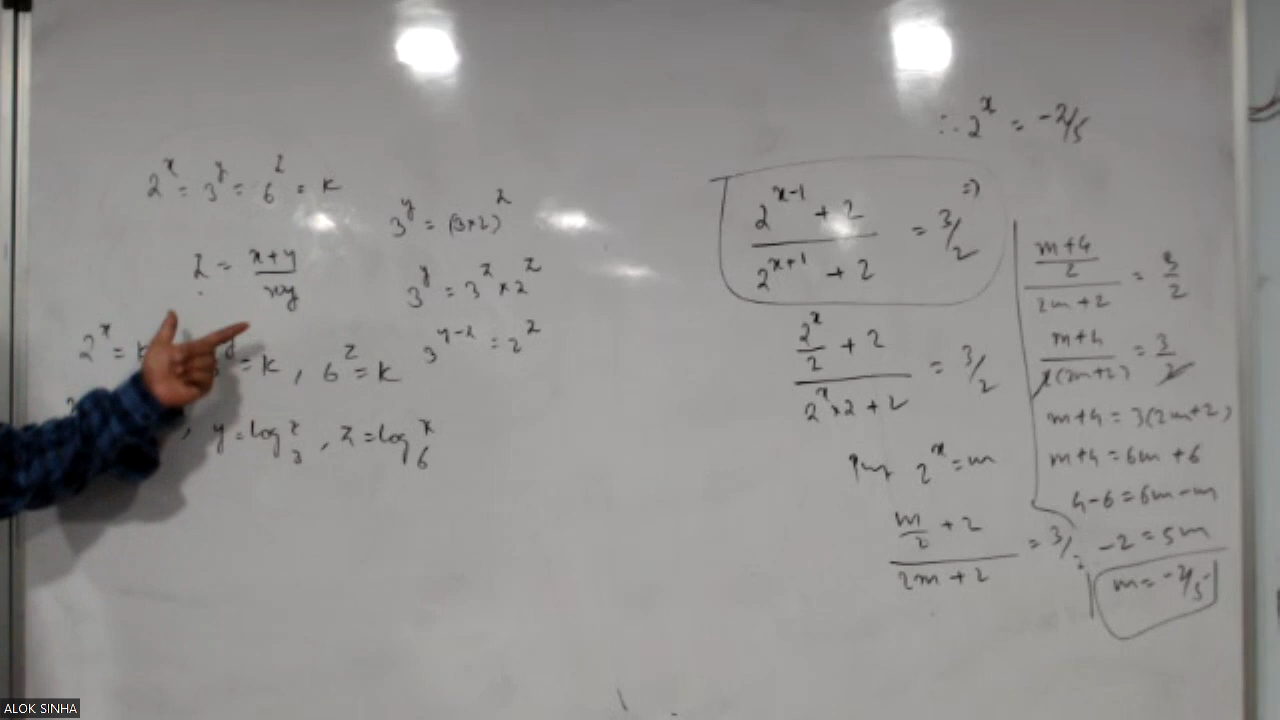 2^x = 3^y = 6^z = k
z = (x+y)/xy
2^x = k
= k, 6^z = k
, y = log_3^k, z = log_6^k
3^y = (3×2)^z
3^y = 3^z × 2^z
3^(y-z) = 2^z
∴ 2^x = -2/5
(2^(x-1) + 2)/(2^(x+1) + 2) = 3/2 ⇒
(2^x/2 + 2)/(2^x × 2 + 2) = 3/2
Put 2^x = m
(m/2 + 2)/(2m + 2) = 3/2
((m+4)/2)/(2m+2) = 3/2
(m+4)/(2(2m+2)) = 3/2
m+4 = 3(2m+2)
m+4 = 6m+6
4-6 = 6m-m
-2 = 5m
m = -2/5
ALOK SINHA